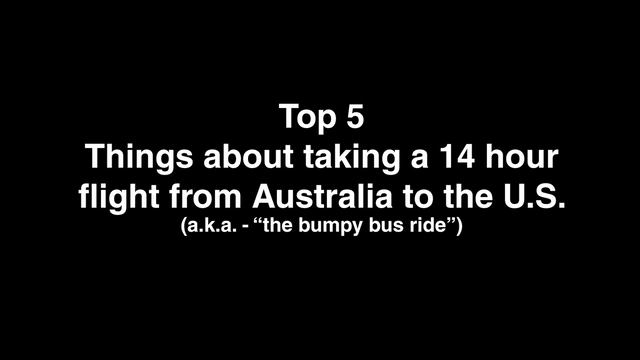 Top 5
Things about taking a 14 hour
flight from Australia to the U.S.
(a.k.a. - “the bumpy bus ride”)